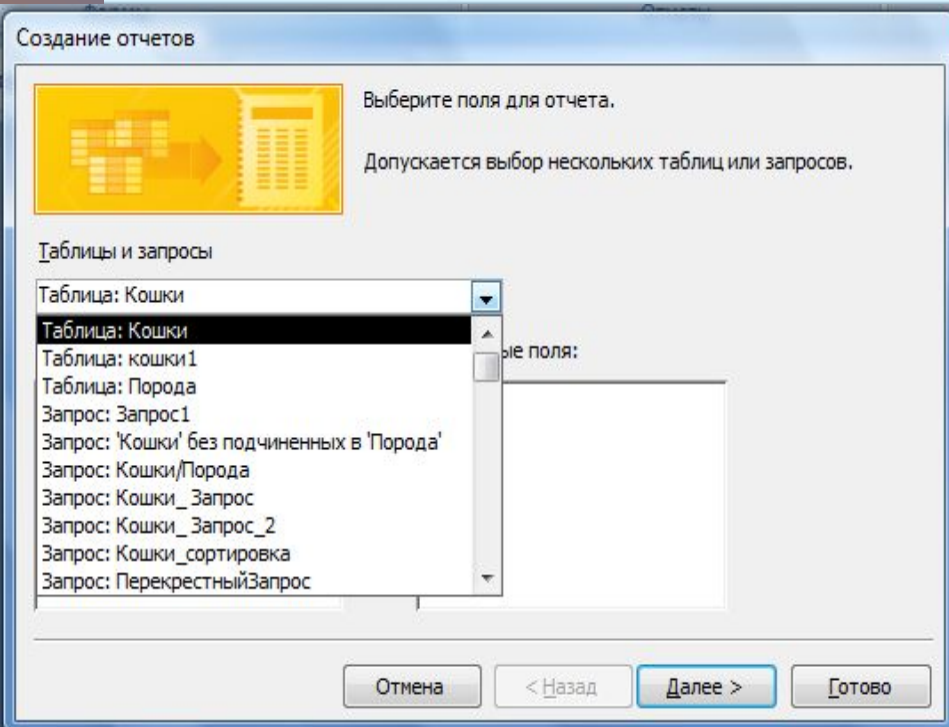 Создание отчетов
Выберите поля для отчета.
Допускается выбор нескольких таблиц или запросов.
Таблицы и запросы
Таблица: Кошки
Таблица: Кошки
ые поля:
Таблица: кошки1
Таблица: Порода
Запрос: Запрос1
Запрос: 'Кошки' без подчиненных в 'Порода'
Запрос: Кошки/Порода
Запрос: Кошки_ Запрос
Запрос: Кошки_ Запрос_2
Запрос: Кошки_сортировка
Запрос: ПерекрестныйЗапрос
Отмена < Назад Далее > Готово